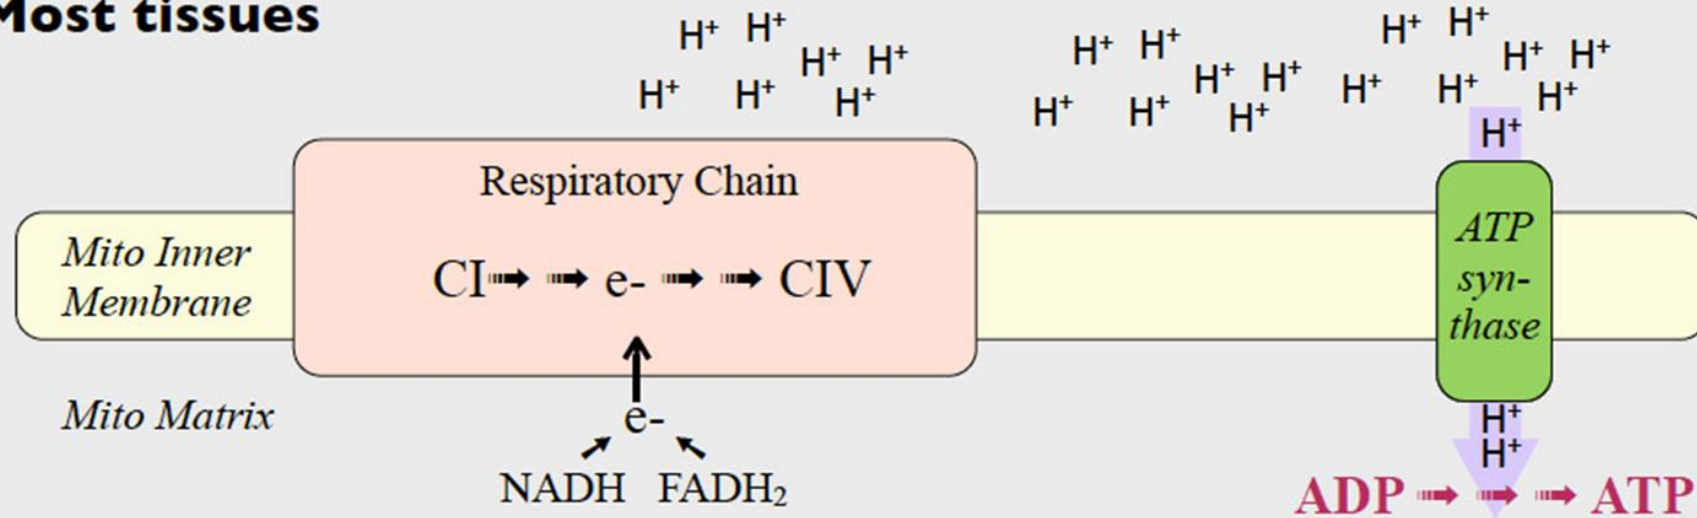 Most tissues
H⁺ H⁺ H⁺ H⁺ H⁺ H⁺ H⁺
H⁺ H⁺ H⁺ H⁺ H⁺ H⁺ H⁺
H⁺ H⁺ H⁺ H⁺ H⁺ H⁺ H⁺
H⁺
Respiratory Chain
CI e- CIV
Mito Inner
Membrane
ATP
syn-
thase
Mito Matrix
e-
NADH FADH₂
H⁺
H⁺
ADP ATP